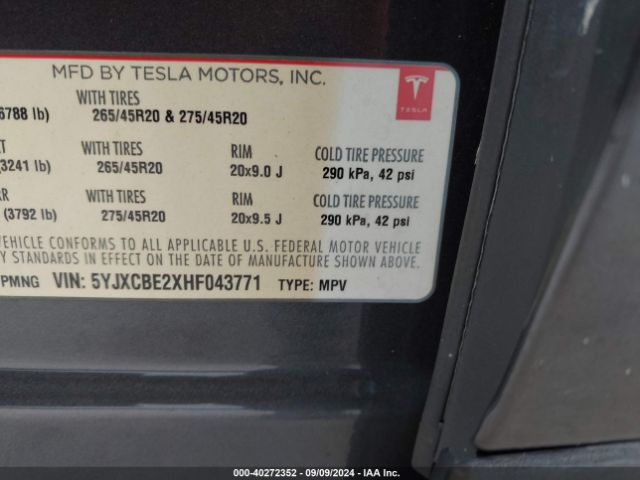 MFD BY TESLA MOTORS, INC.
TESLA
WITH TIRES
6788 lb) 265/45R20 & 275/45R20
RIM COLD TIRE PRESSURE
(3241 lb) 265/45R20 20x9.0 J 290 kPa, 42 psi
RR WITH TIRES RIM COLD TIRE PRESSURE
(3792 lb) 275/45R20 20x9.5 J 290 kPa, 42 psi
VEHICLE CONFORMS TO ALL APPLICABLE U.S. FEDERAL MOTOR VEHICLE
Y STANDARDS IN EFFECT ON THE DATE OF MANUFACTURE SHOWN ABOVE.
PMNG VIN: 5YJXCBE2XHF043771 TYPE: MPV
000-40272352 - 09/09/2024 - IAA Inc.